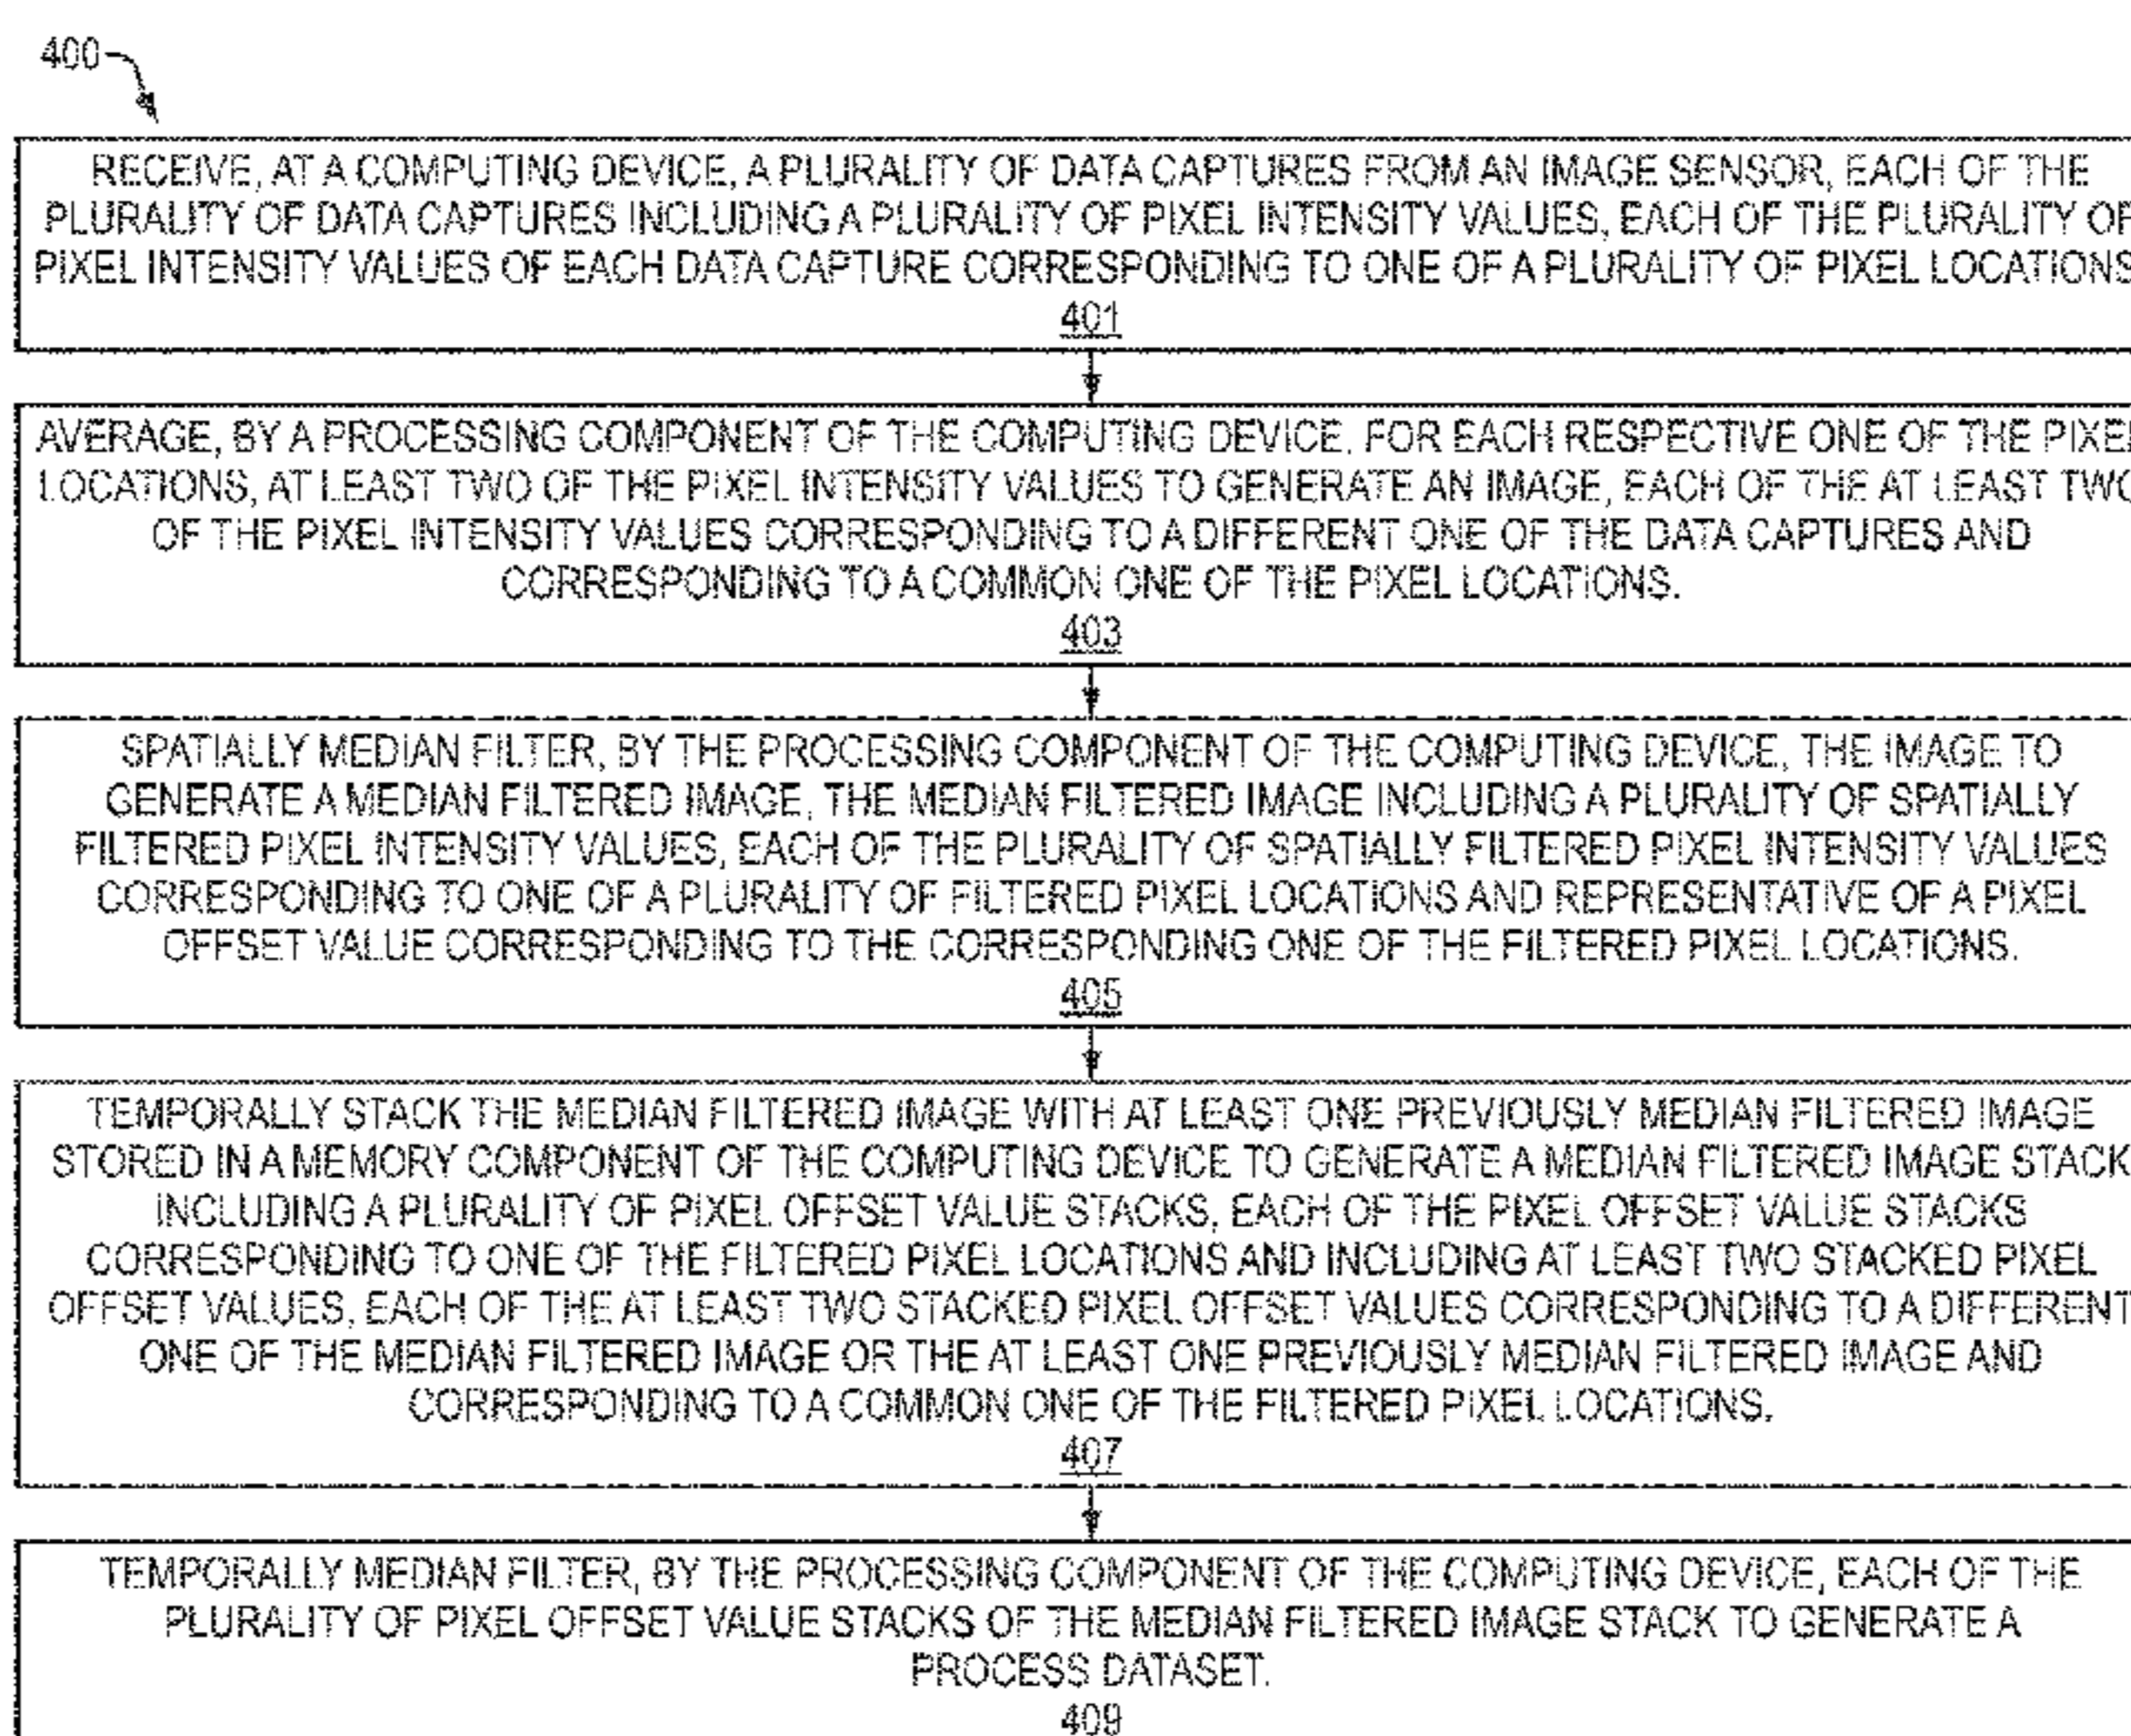 400
RECEIVE, AT A COMPUTING DEVICE, A PLURALITY OF DATA CAPTURES FROM AN IMAGE SENSOR, EACH OF THE
PLURALITY OF DATA CAPTURES INCLUDING A PLURALITY OF PIXEL INTENSITY VALUES, EACH OF THE PLURALITY OF
PIXEL INTENSITY VALUES OF EACH DATA CAPTURE CORRESPONDING TO ONE OF A PLURALITY OF PIXEL LOCATIONS
401
AVERAGE, BY A PROCESSING COMPONENT OF THE COMPUTING DEVICE, FOR EACH RESPECTIVE ONE OF THE PIXEL
LOCATIONS, AT LEAST TWO OF THE PIXEL INTENSITY VALUES TO GENERATE AN IMAGE, EACH OF THE AT LEAST TWO
OF THE PIXEL INTENSITY VALUES CORRESPONDING TO A DIFFERENT ONE OF THE DATA CAPTURES AND
CORRESPONDING TO A COMMON ONE OF THE PIXEL LOCATIONS.
403
SPATIALLY MEDIAN FILTER, BY THE PROCESSING COMPONENT OF THE COMPUTING DEVICE, THE IMAGE TO
GENERATE A MEDIAN FILTERED IMAGE, THE MEDIAN FILTERED IMAGE INCLUDING A PLURALITY OF SPATIALLY
FILTERED PIXEL INTENSITY VALUES, EACH OF THE PLURALITY OF SPATIALLY FILTERED PIXEL INTENSITY VALUES
CORRESPONDING TO ONE OF A PLURALITY OF FILTERED PIXEL LOCATIONS AND REPRESENTATIVE OF A PIXEL
OFFSET VALUE CORRESPONDING TO THE CORRESPONDING ONE OF THE FILTERED PIXEL LOCATIONS.
405
TEMPORALLY STACK THE MEDIAN FILTERED IMAGE WITH AT LEAST ONE PREVIOUSLY MEDIAN FILTERED IMAGE
STORED IN A MEMORY COMPONENT OF THE COMPUTING DEVICE TO GENERATE A MEDIAN FILTERED IMAGE STACK
INCLUDING A PLURALITY OF PIXEL OFFSET VALUE STACKS, EACH OF THE PIXEL OFFSET VALUE STACKS
CORRESPONDING TO ONE OF THE FILTERED PIXEL LOCATIONS AND INCLUDING AT LEAST TWO STACKED PIXEL
OFFSET VALUES, EACH OF THE AT LEAST TWO STACKED PIXEL OFFSET VALUES CORRESPONDING TO A DIFFERENT
ONE OF THE MEDIAN FILTERED IMAGE OR THE AT LEAST ONE PREVIOUSLY MEDIAN FILTERED IMAGE AND
CORRESPONDING TO A COMMON ONE OF THE FILTERED PIXEL LOCATIONS.
407
TEMPORALLY MEDIAN FILTER, BY THE PROCESSING COMPONENT OF THE COMPUTING DEVICE, EACH OF THE
PLURALITY OF PIXEL OFFSET VALUE STACKS OF THE MEDIAN FILTERED IMAGE STACK TO GENERATE A
PROCESS DATASET.
409